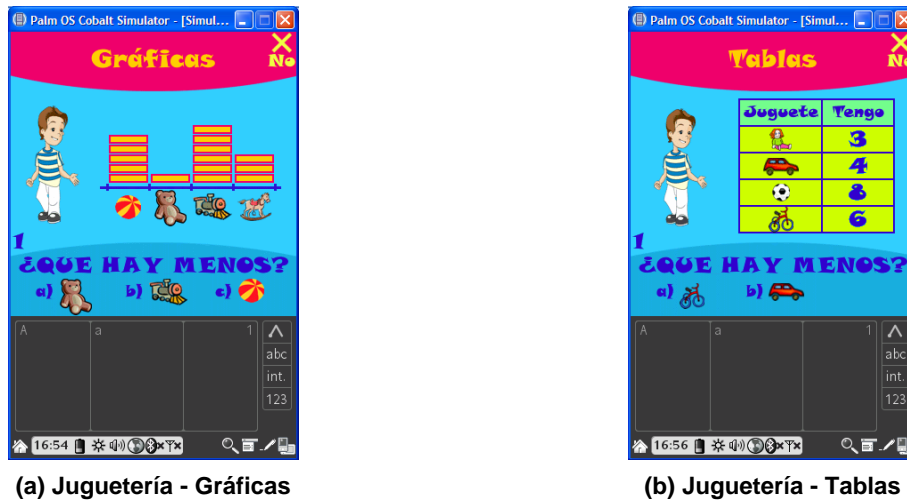 Palm OS Cobalt Simulator - [Simul...
Gráficas
No
1
¿QUE HAY MENOS?
a)
b)
c)
A
a
1
abc
int.
123
16:54
(a) Juguetería - Gráficas
Palm OS Cobalt Simulator - [Simul...
Tablas
Juguete Tengo
3
4
8
6
1
¿QUE HAY MENOS?
a)
b)
A
a
1
abc
int.
123
16:56
(b) Juguetería - Tablas